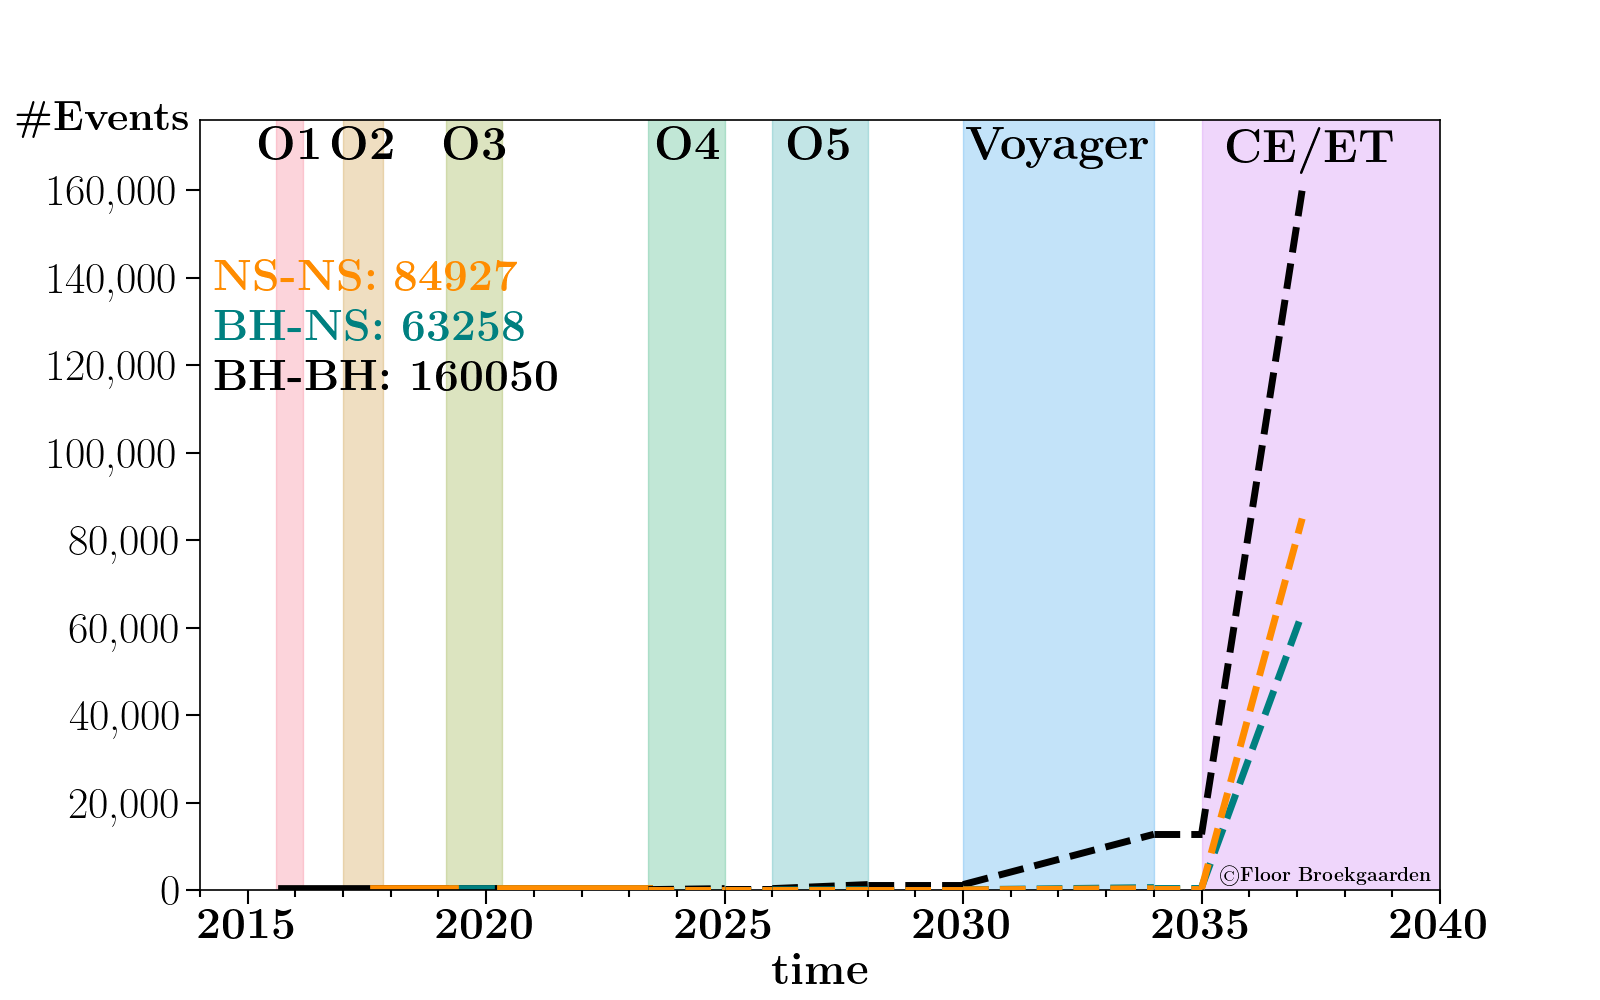 #Events
O1 O2 O3 O4 O5 Voyager CE/ET
160,000
140,000
120,000
100,000
80,000
60,000
40,000
20,000
0
NS-NS: 84927
BH-NS: 63258
BH-BH: 160050
©Floor Broekgaarden
2015 2020 2025 2030 2035 2040
time